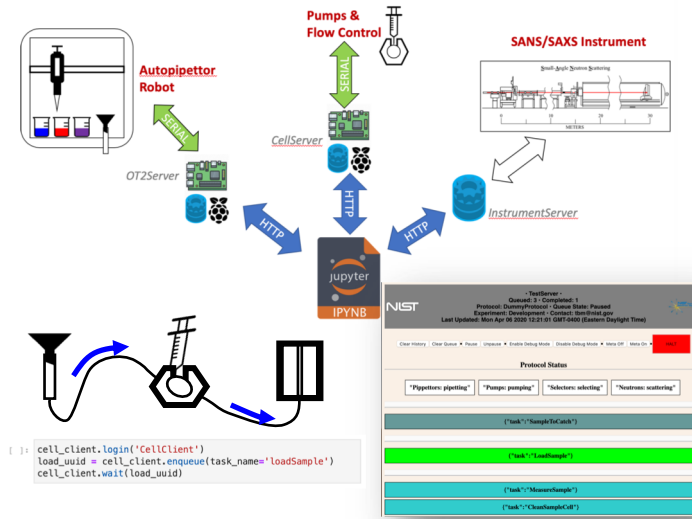 Pumps &
Flow Control
SANS/SAXS Instrument
Small-Angle Neutron Scattering
0
10
20
30
METERS
Autopipettor
Robot
SERIAL
SERIAL
CellServer
OT2Server
InstrumentServer
HTTP
HTTP
HTTP
jupyter
IPYNB
NIST
- TestServer -
Queued: 3 - Completed: 1
Protocol: DummyProtocol - Queue State: Paused
Experiment: Development - Contact: tbm@nist.gov
Last Updated: Mon Apr 06 2020 12:21:01 GMT-0400 (Eastern Daylight Time)
Clear History Clear Queue Pause Unpause Enable Debug Mode Disable Debug Mode Meta Off Meta On
Protocol Status
"Pippettors: pipetting" "Pumps: pumping" "Selectors: selecting" "Neutrons: scattering"
{"task":"SampleToCatch"}
{"task":"LoadSample"}
{"task":"MeasureSample"}
{"task":"CleanSampleCell"}
[ ]: cell_client.login('CellClient')
load_uuid = cell_client.enqueue(task_name='loadSample')
cell_client.wait(load_uuid)